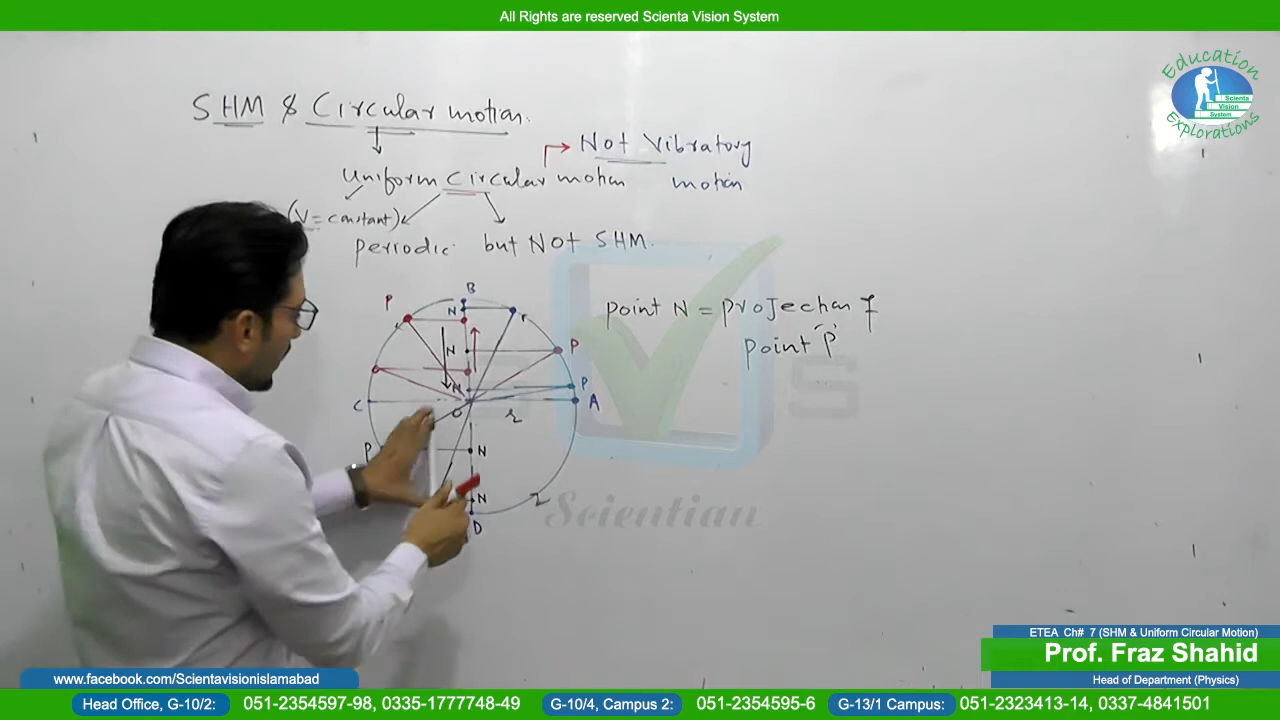 All Rights are reserved Scienta Vision System
Education
Scienta
Vision
System
Explorations
SHM & Circular motion.
Not Vibratory
motion
Uniform Circular motion
(V = constant)
periodic but Not SHM.
B
P
N
P
N
P
N
P
C
O
r
A
P
N
N
D
point N = projection of
point 'P'
Scientian
ETEA Ch# 7 (SHM & Uniform Circular Motion)
Prof. Fraz Shahid
Head of Department (Physics)
www.facebook.com/Scientavisionislamabad
Head Office, G-10/2: 051-2354597-98, 0335-1777748-49 G-10/4, Campus 2: 051-2354595-6 G-13/1 Campus: 051-2323413-14, 0337-4841501